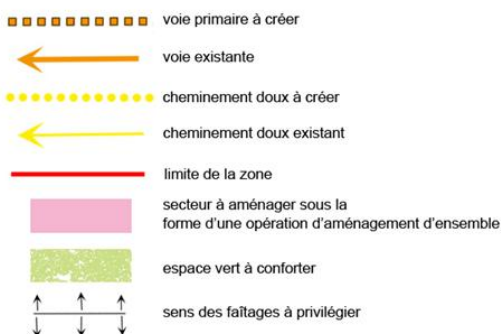 voie primaire à créer
voie existante
cheminement doux à créer
cheminement doux existant
limite de la zone
secteur à aménager sous la
forme d'une opération d'aménagement d'ensemble
espace vert à conforter
sens des faîtages à privilégier